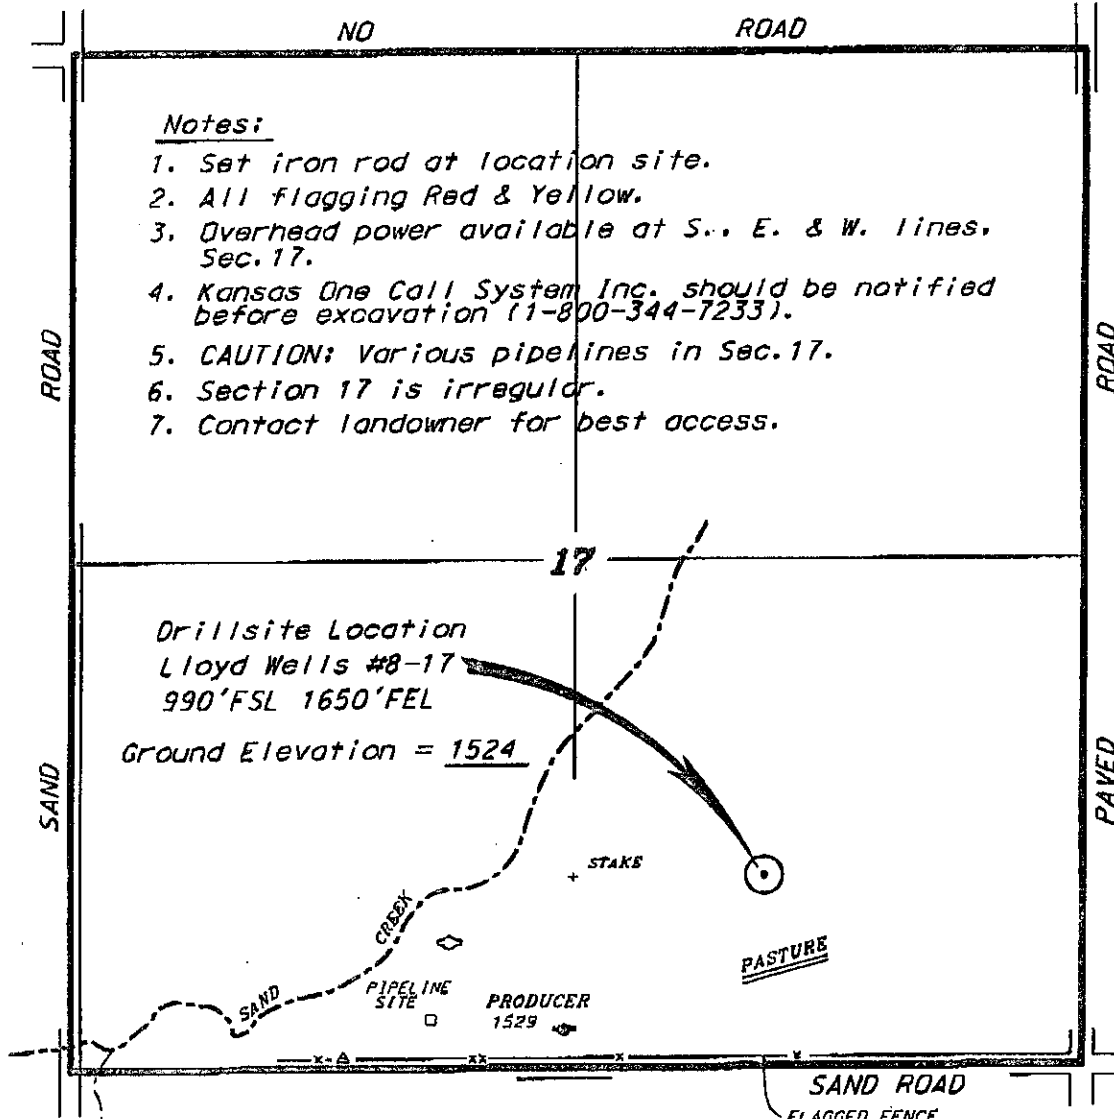 NO ROAD
Notes:
1. Set iron rod at location site.
2. All flagging Red & Yellow.
3. Overhead power available at S., E. & W. lines,
Sec.17.
4. Kansas One Call System Inc. should be notified
before excavation (1-800-344-7233).
5. CAUTION: Various pipelines in Sec.17.
6. Section 17 is irregular.
7. Contact landowner for best access.
ROAD
ROAD
17
Drillsite Location
Lloyd Wells #8-17
990'FSL 1650'FEL
Ground Elevation = 1524
SAND
PAVED
STAKE
CREEK
SAND
PASTURE
PIPELINE
SITE
PRODUCER
1529
SAND ROAD
FLAGGED FENCE